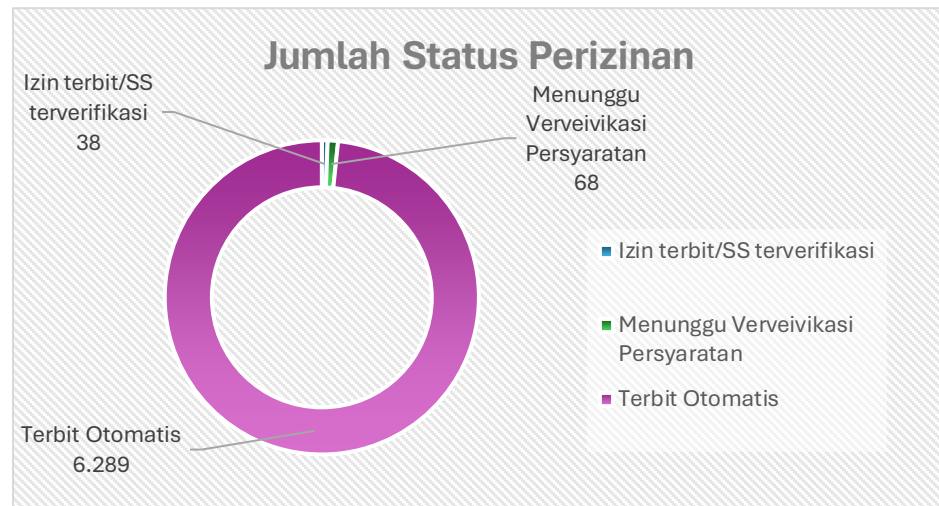 Jumlah Status Perizinan
Izin terbit/SS
terverifikasi
38
Menunggu
Verveivikasi
Persyaratan
68
Izin terbit/SS terverifikasi
Menunggu Verveivikasi
Persyaratan
Terbit Otomatis
Terbit Otomatis
6.289